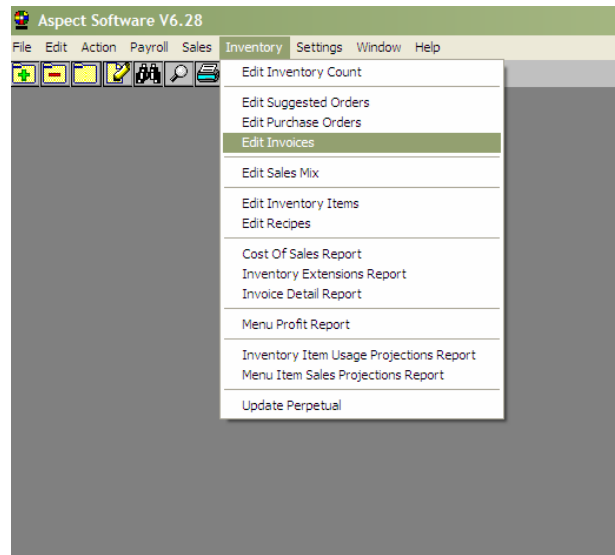 Aspect Software V6.28
File Edit Action Payroll Sales Inventory Settings Window Help
Edit Inventory Count
Edit Suggested Orders
Edit Purchase Orders
Edit Invoices
Edit Sales Mix
Edit Inventory Items
Edit Recipes
Cost Of Sales Report
Inventory Extensions Report
Invoice Detail Report
Menu Profit Report
Inventory Item Usage Projections Report
Menu Item Sales Projections Report
Update Perpetual